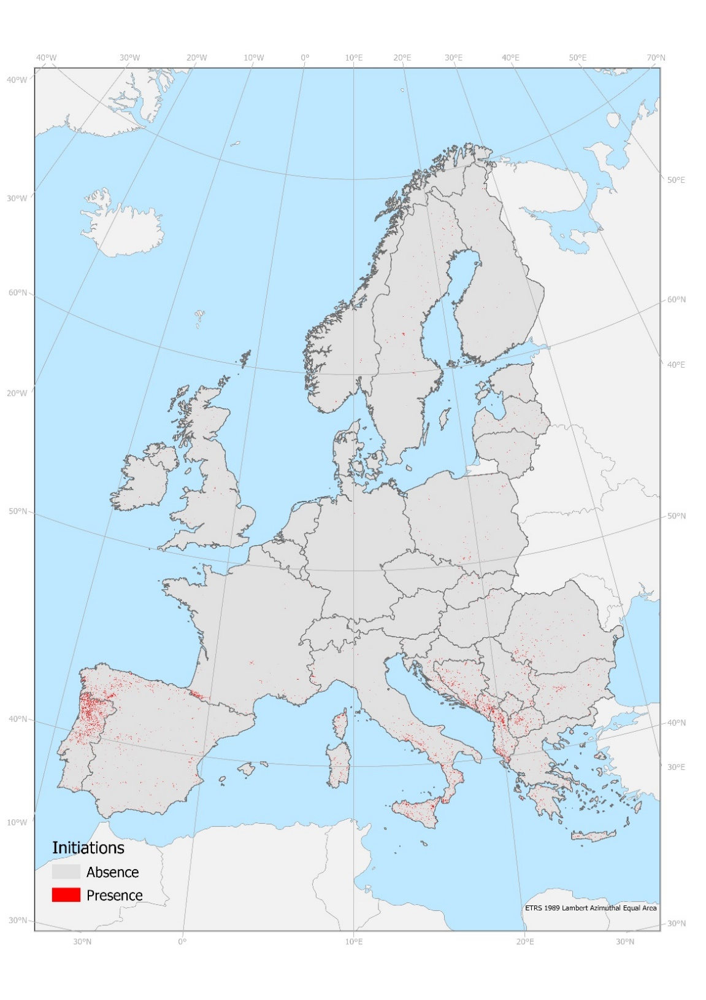 40°W 30°W 20°W 10°W 0° 10°E 20°E 30°E 40°E 50°E 70°N
40°W
50°E
30°W
60°N
60°N
40°E
20°W
50°N
50°N
40°N
40°N
30°E
10°W
Initiations
Absence
Presence
ETRS 1989 Lambert Azimuthal Equal Area
30°N
30°N
30°N 0° 10°E 20°E 30°N